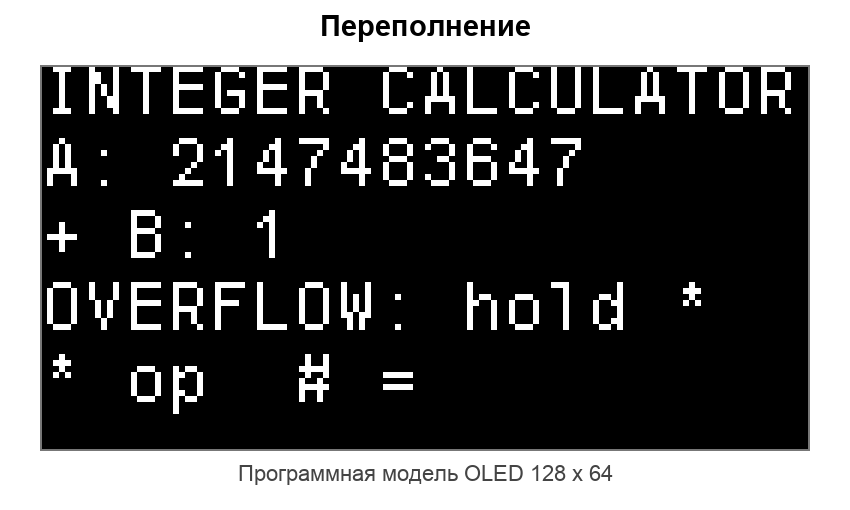 Переполнение
INTEGER CALCULATOR
A: 2147483647
+ B: 1
OVERFLOW: hold *
* op # =
Программная модель OLED 128 x 64